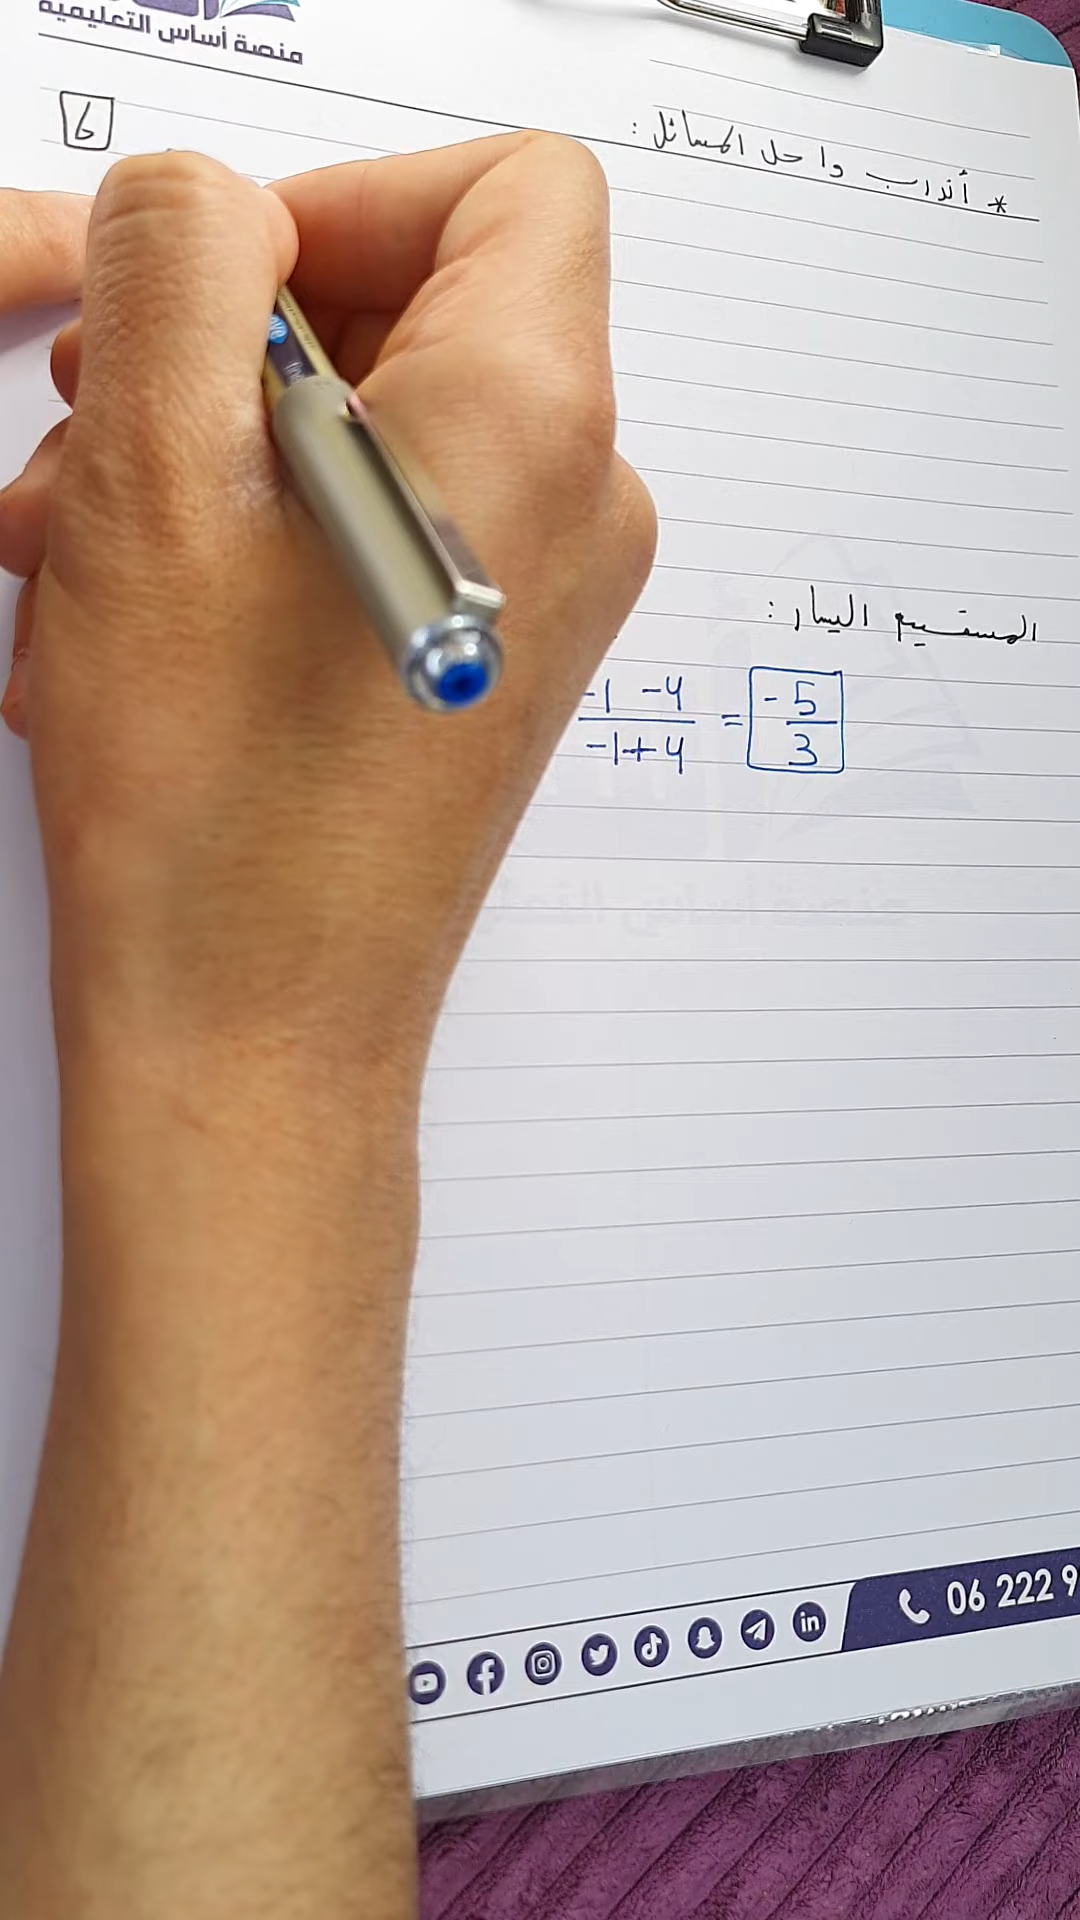 منصة أساس التعليمية
6
* أتدرب وأحل المسائل :
المستقيم اليسار :
-1 -4
-1+4
= -5
3
06 222 9